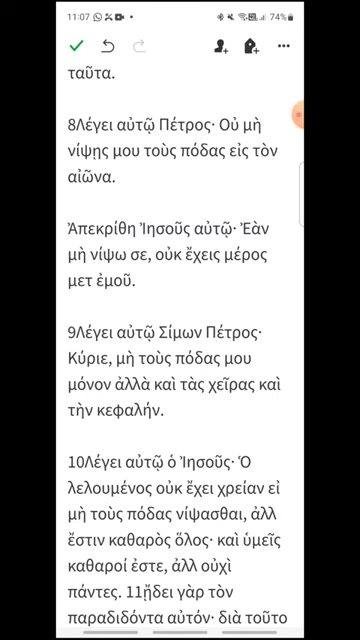 11:07
74%
ταῦτα.
8Λέγει αὐτῷ Πέτρος· Οὐ μὴ
νίψῃς μου τοὺς πόδας εἰς τὸν
αἰῶνα.
Ἀπεκρίθη Ἰησοῦς αὐτῷ· Ἐὰν
μὴ νίψω σε, οὐκ ἔχεις μέρος
μετ ἐμοῦ.
9Λέγει αὐτῷ Σίμων Πέτρος·
Κύριε, μὴ τοὺς πόδας μου
μόνον ἀλλὰ καὶ τὰς χεῖρας καὶ
τὴν κεφαλήν.
10Λέγει αὐτῷ ὁ Ἰησοῦς· Ὁ
λελουμένος οὐκ ἔχει χρείαν εἰ
μὴ τοὺς πόδας νίψασθαι, ἀλλ
ἔστιν καθαρὸς ὅλος· καὶ ὑμεῖς
καθαροί ἐστε, ἀλλ οὐχὶ
πάντες. 11ᾔδει γὰρ τὸν
παραδιδόντα αὐτόν· διὰ τοῦτο